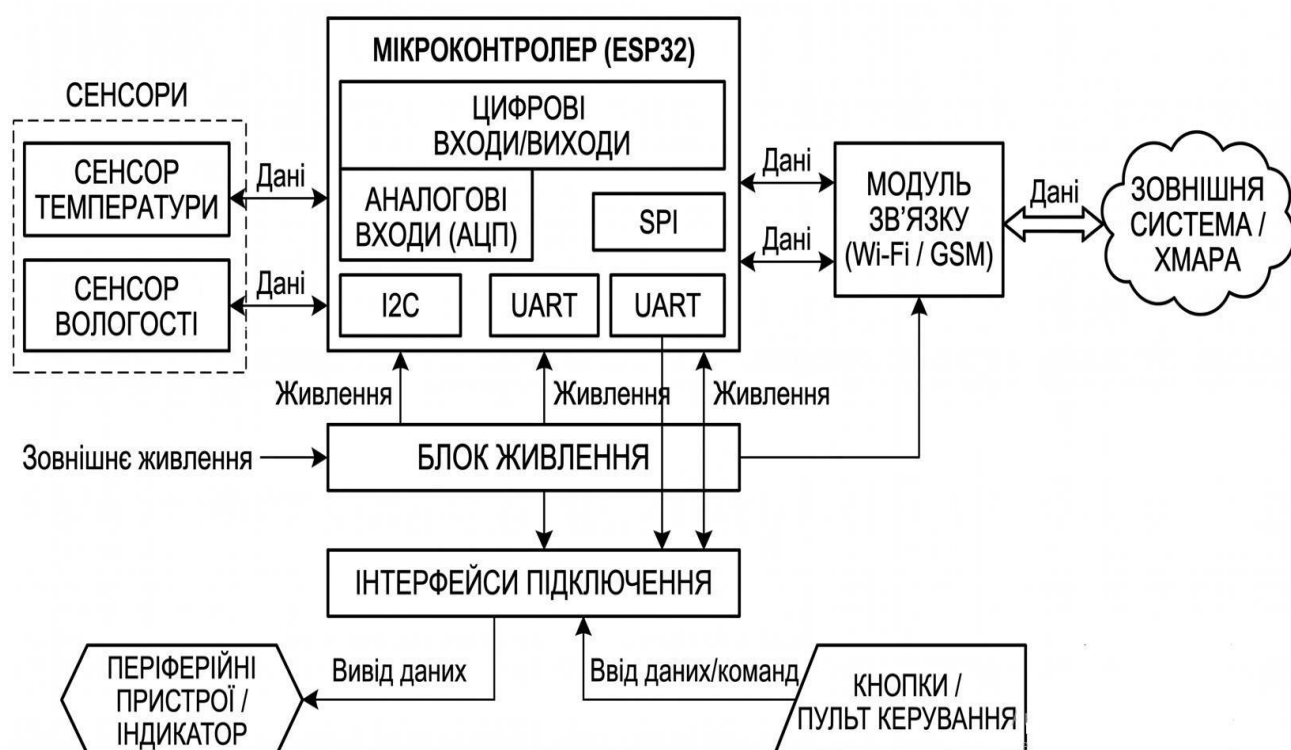 МІКРОКОНТРОЛЕР (ESP32)
ЦИФРОВІ
ВХОДИ/ВИХОДИ
АНАЛОГОВІ
ВХОДИ (АЦП)
SPI
I2C
UART
UART
СЕНСОРИ
СЕНСОР
ТЕМПЕРАТУРИ
Дані
СЕНСОР
ВОЛОГОСТІ
Дані
Дані
Дані
МОДУЛЬ
ЗВ’ЯЗКУ
(Wi-Fi / GSM)
Дані
ЗОВНІШНЯ
СИСТЕМА /
ХМАРА
Живлення
Живлення
Живлення
Зовнішнє живлення
БЛОК ЖИВЛЕННЯ
ІНТЕРФЕЙСИ ПІДКЛЮЧЕННЯ
ПЕРІФЕРІЙНІ
ПРИСТРОЇ /
ІНДИКАТОР
Вивід даних
Ввід даних/команд
КНОПКИ /
ПУЛЬТ КЕРУВАННЯ